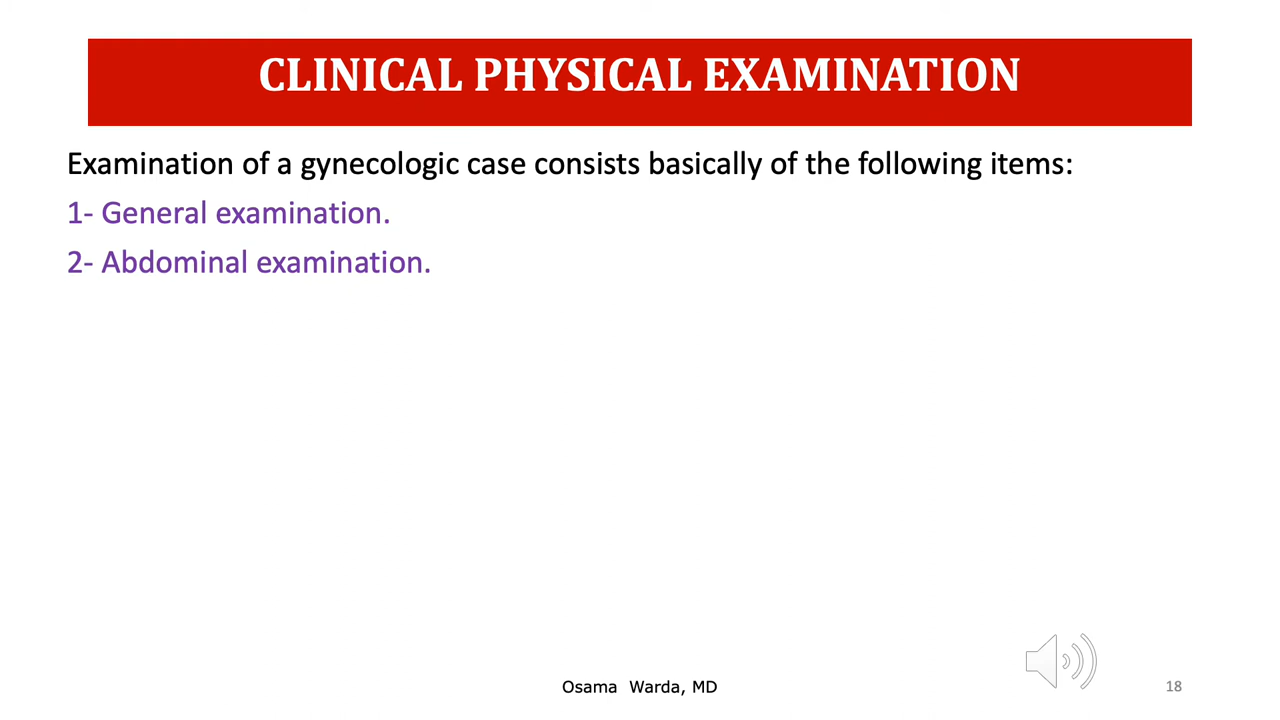 CLINICAL PHYSICAL EXAMINATION
Examination of a gynecologic case consists basically of the following items:
1- General examination.
2- Abdominal examination.
Osama Warda, MD
18